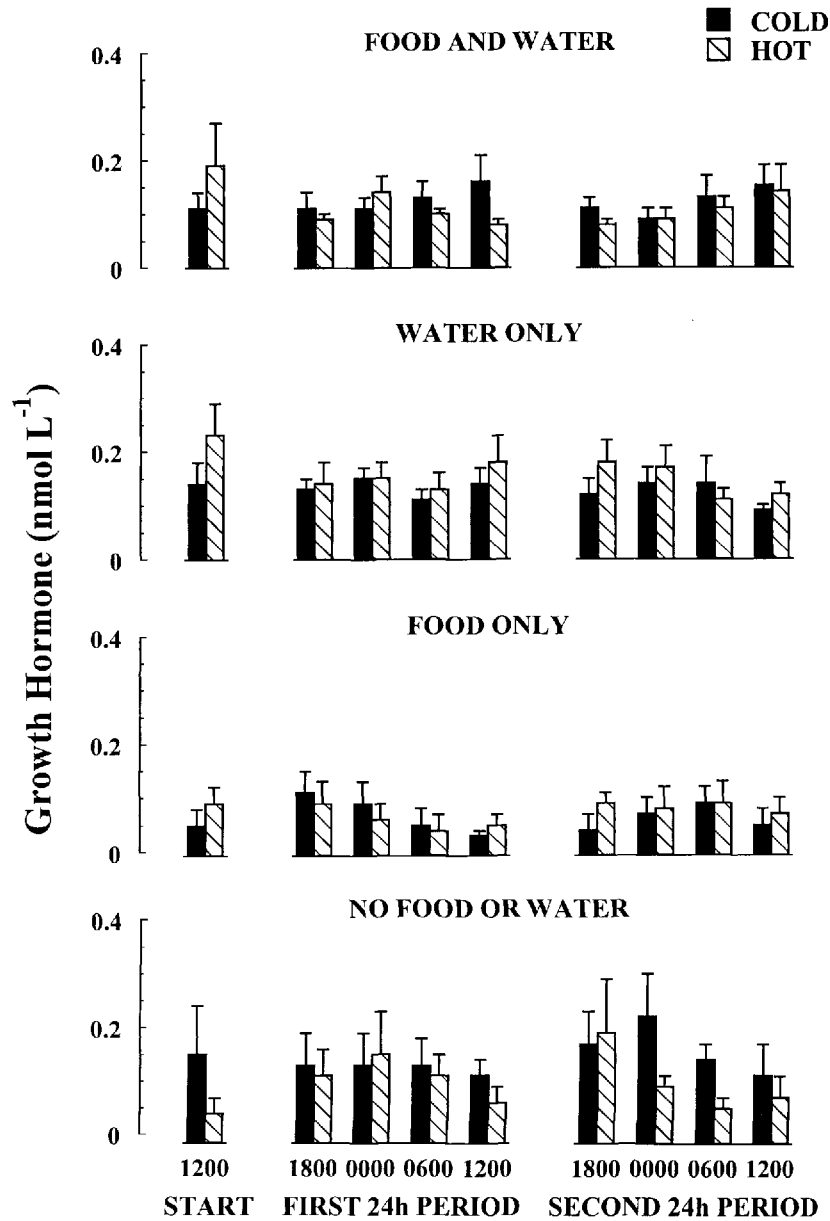 COLD
HOT
FOOD AND WATER
0.4
0.2
0
WATER ONLY
0.4
0.2
0
FOOD ONLY
0.4
0.2
0
NO FOOD OR WATER
0.4
0.2
0
Growth Hormone (nmol L⁻¹)
1200 1800 0000 0600 1200 1800 0000 0600 1200
START FIRST 24h PERIOD SECOND 24h PERIOD